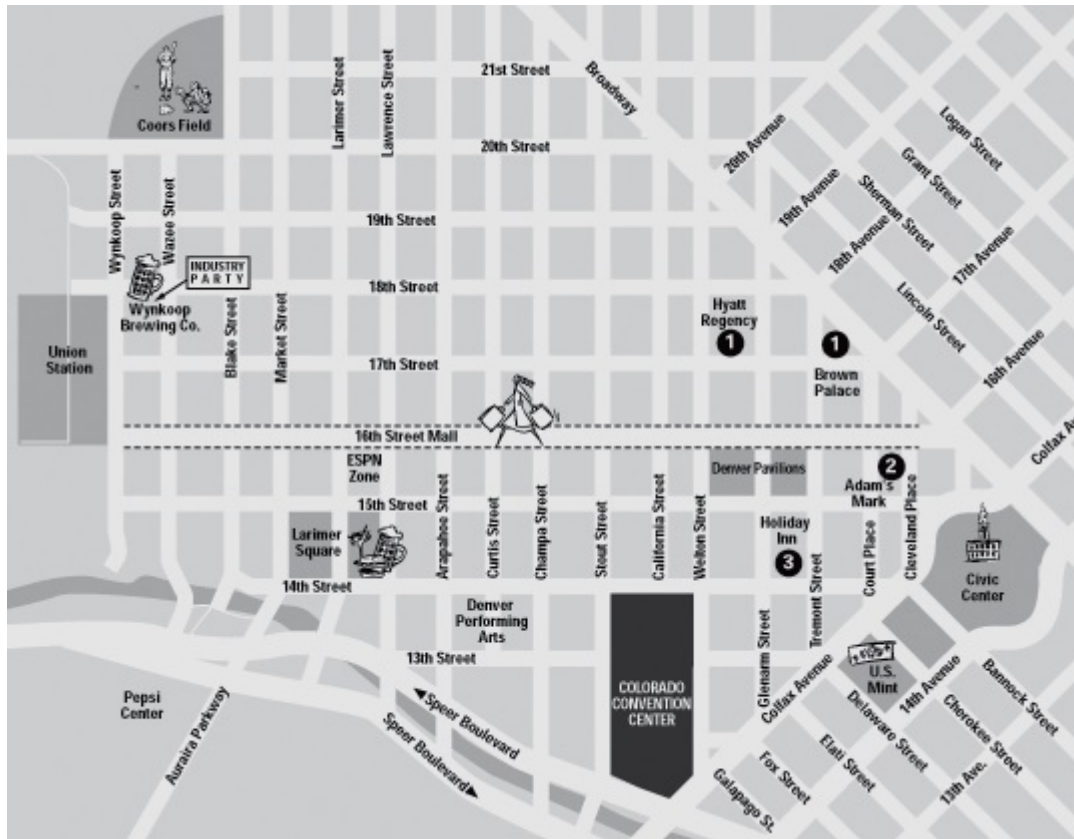 21st Street
Broadway
Larimer Street
Lawrence Street
Coors Field
20th Street
20th Avenue
Logan Street
Grant Street
Wynkoop Street
Wazee Street
19th Street
19th Avenue
Sherman Street
18th Avenue
17th Avenue
INDUSTRY
PARTY
18th Street
Wynkoop
Brewing Co.
Hyatt
Regency
1
1
Lincoln Street
16th Avenue
Union
Station
Blake Street
Market Street
17th Street
Brown
Palace
Colfax Av
16th Street Mall
ESPN
Zone
Denver Pavilions
2
Adam's
Mark
15th Street
Larimer
Square
Arapahoe Street
Curtis Street
Champa Street
Stout Street
California Street
Welton Street
Holiday
Inn
3
Tremont Street
Court Place
Cleveland Place
Civic
Center
14th Street
Denver
Performing
Arts
13th Street
Glenarm Street
COLORADO
CONVENTION
CENTER
U.S.
Mint
Colfax Avenue
14th Avenue
Bannock Street
Pepsi
Center
Auraira Parkway
Speer Boulevard
Speer Boulevard
Delaware Street
Cherokee Street
Elati Street
13th Ave.
Fox Street
Galapago St.